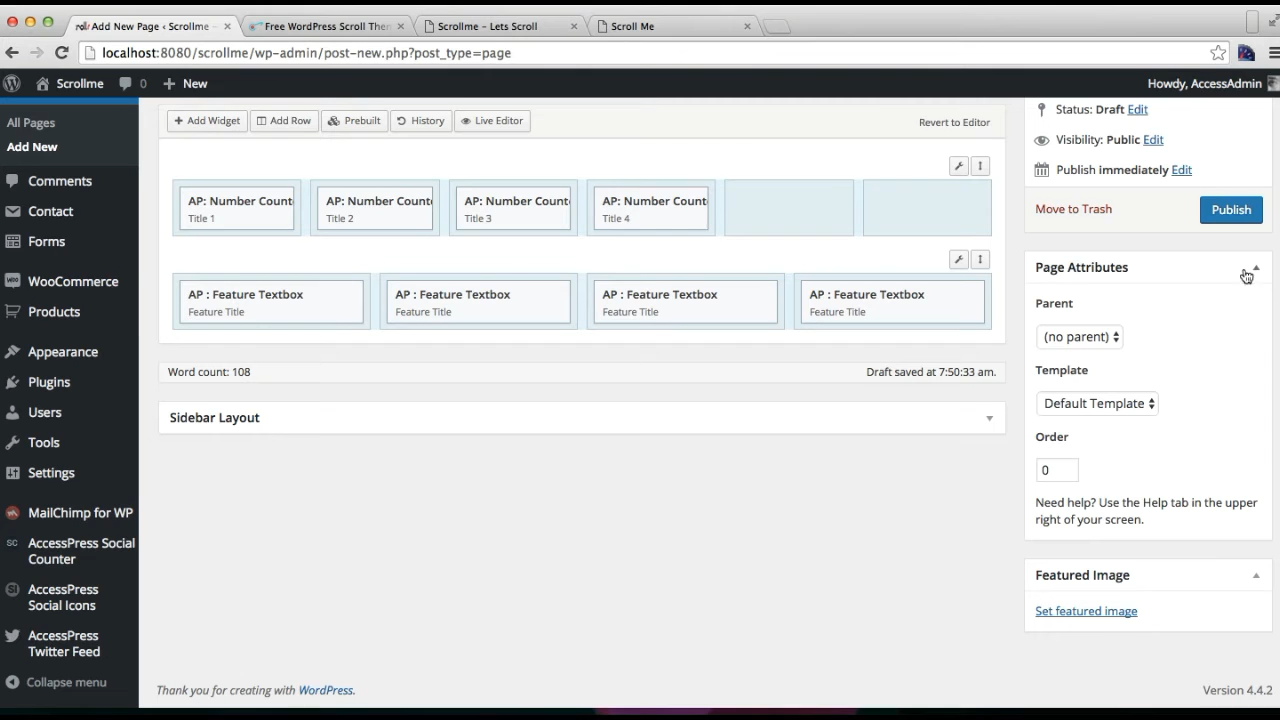 Add New Page ‹ Scrollme –
Free WordPress Scroll The
Scrollme – Lets Scroll
Scroll Me
localhost:8080/scrollme/wp-admin/post-new.php?post_type=page
Scrollme
0
New
Howdy, AccessAdmin
All Pages
Add New
Comments
Contact
Forms
WooCommerce
Products
Appearance
Plugins
Users
Tools
Settings
MailChimp for WP
AccessPress Social
Counter
AccessPress
Social Icons
AccessPress
Twitter Feed
Collapse menu
Add Widget
Add Row
Prebuilt
History
Live Editor
Revert to Editor
AP: Number Count
Title 1
AP: Number Count
Title 2
AP: Number Count
Title 3
AP: Number Count
Title 4
AP : Feature Textbox
Feature Title
AP : Feature Textbox
Feature Title
AP : Feature Textbox
Feature Title
AP : Feature Textbox
Feature Title
Word count: 108
Draft saved at 7:50:33 am.
Sidebar Layout
Status: Draft Edit
Visibility: Public Edit
Publish immediately Edit
Move to Trash
Publish
Page Attributes
Parent
(no parent)
Template
Default Template
Order
0
Need help? Use the Help tab in the upper
right of your screen.
Featured Image
Set featured image
Thank you for creating with WordPress.
Version 4.4.2